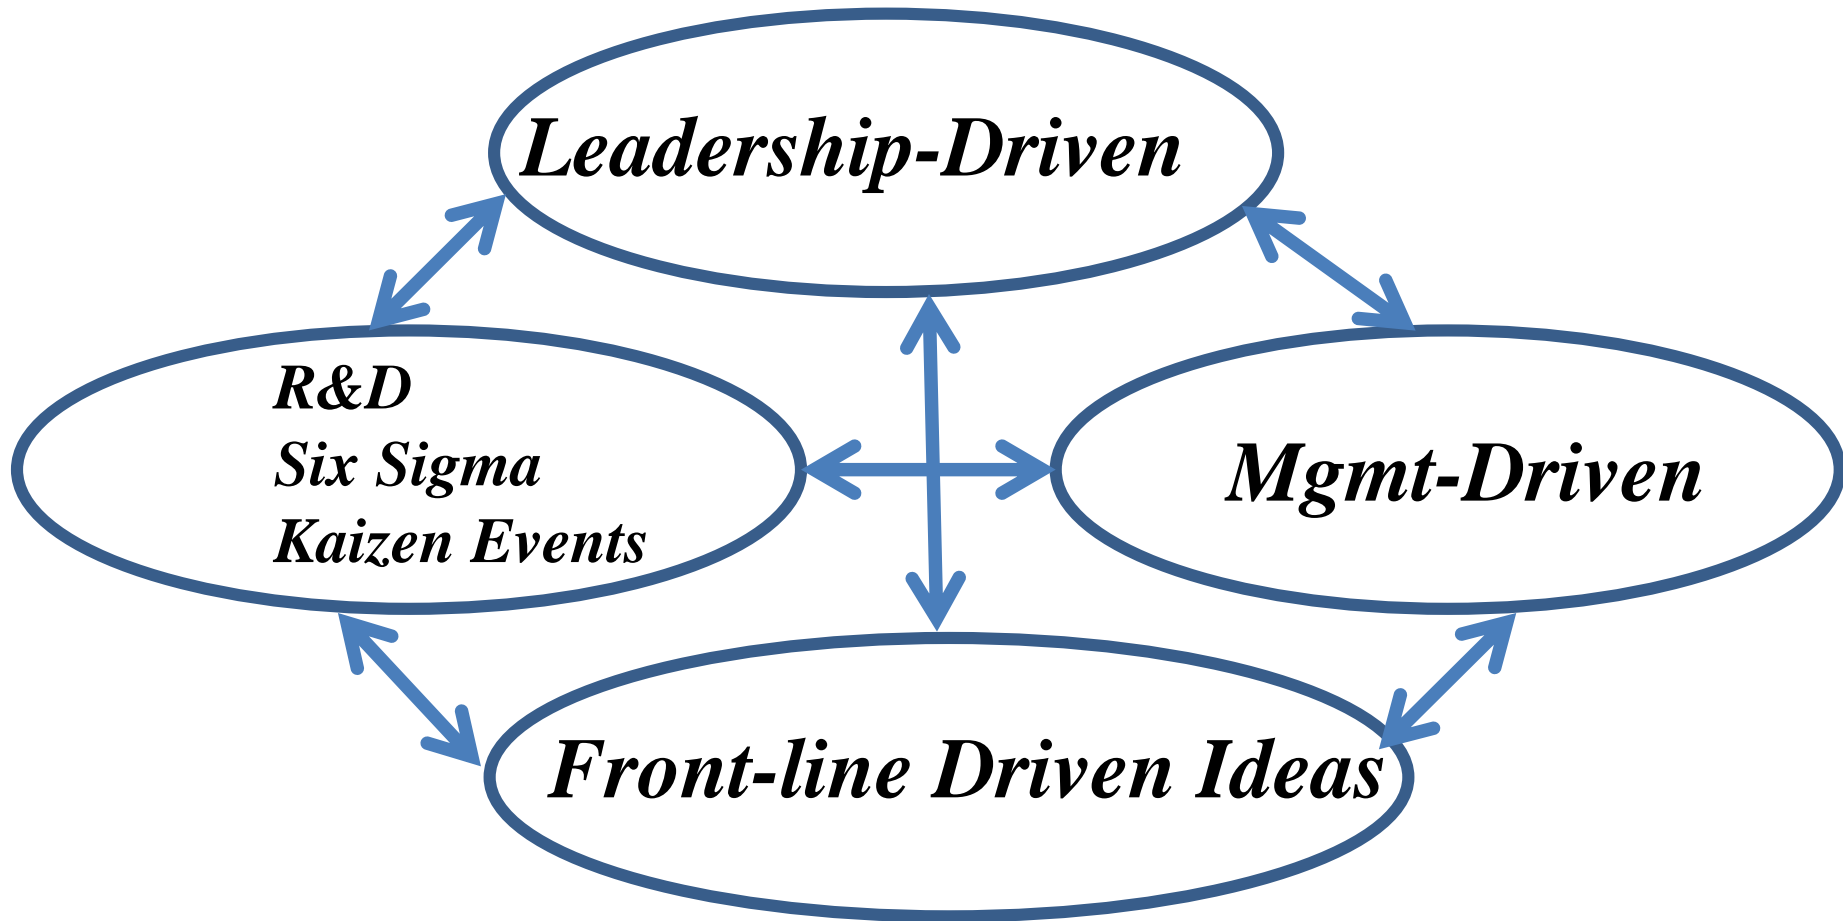 Leadership-Driven
R&D
Six Sigma
Kaizen Events
Mgmt-Driven
Front-line Driven Ideas